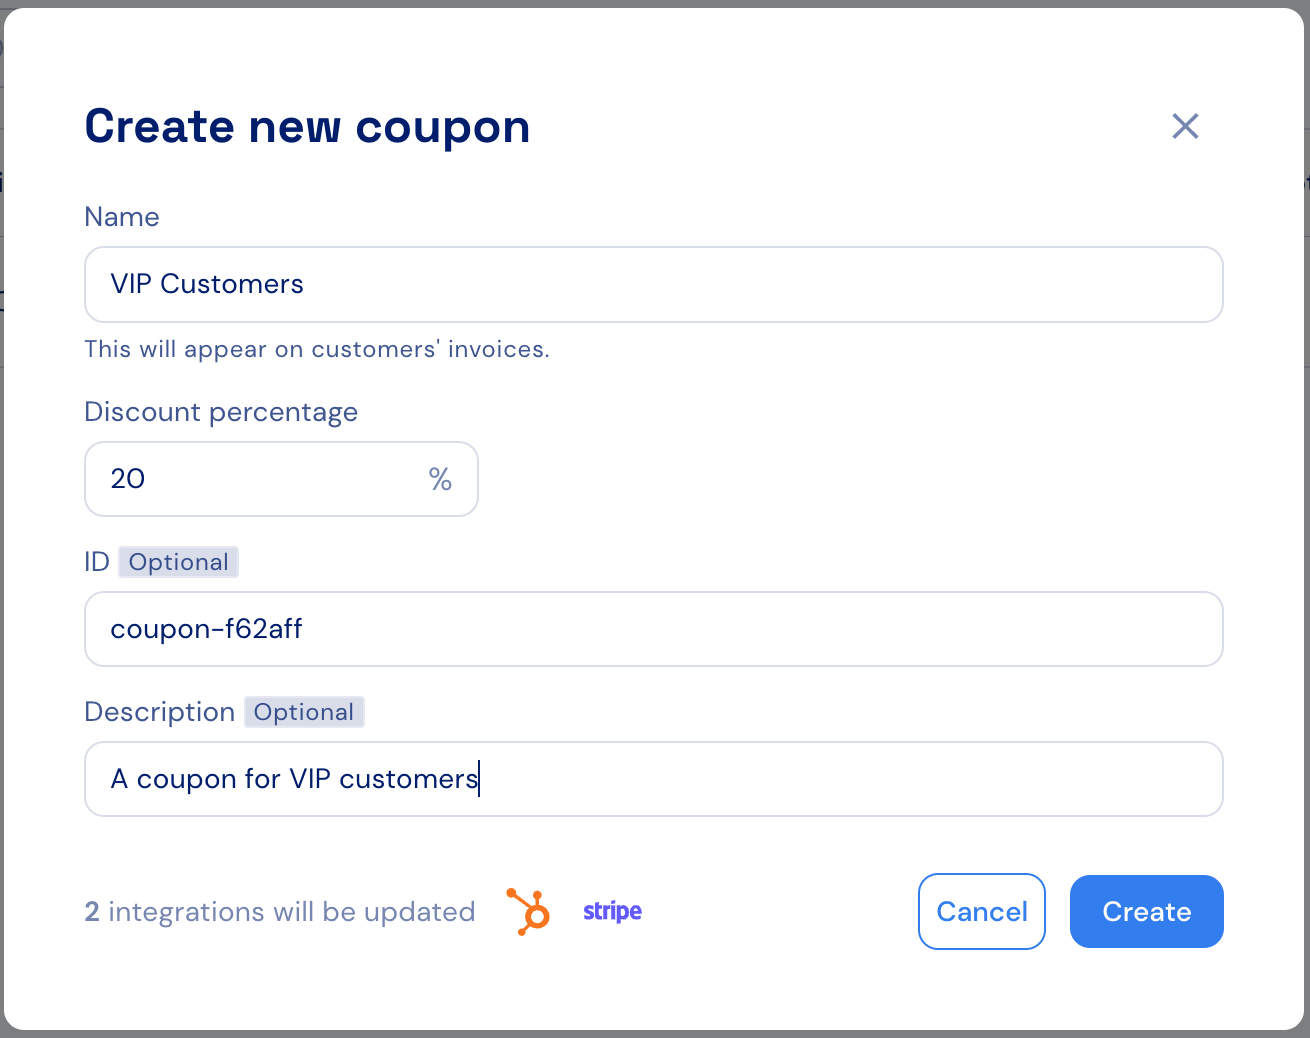 Create new coupon
Name
VIP Customers
This will appear on customers' invoices.
Discount percentage
20 %
ID Optional
coupon-f62aff
Description Optional
A coupon for VIP customers
2 integrations will be updated stripe Cancel Create